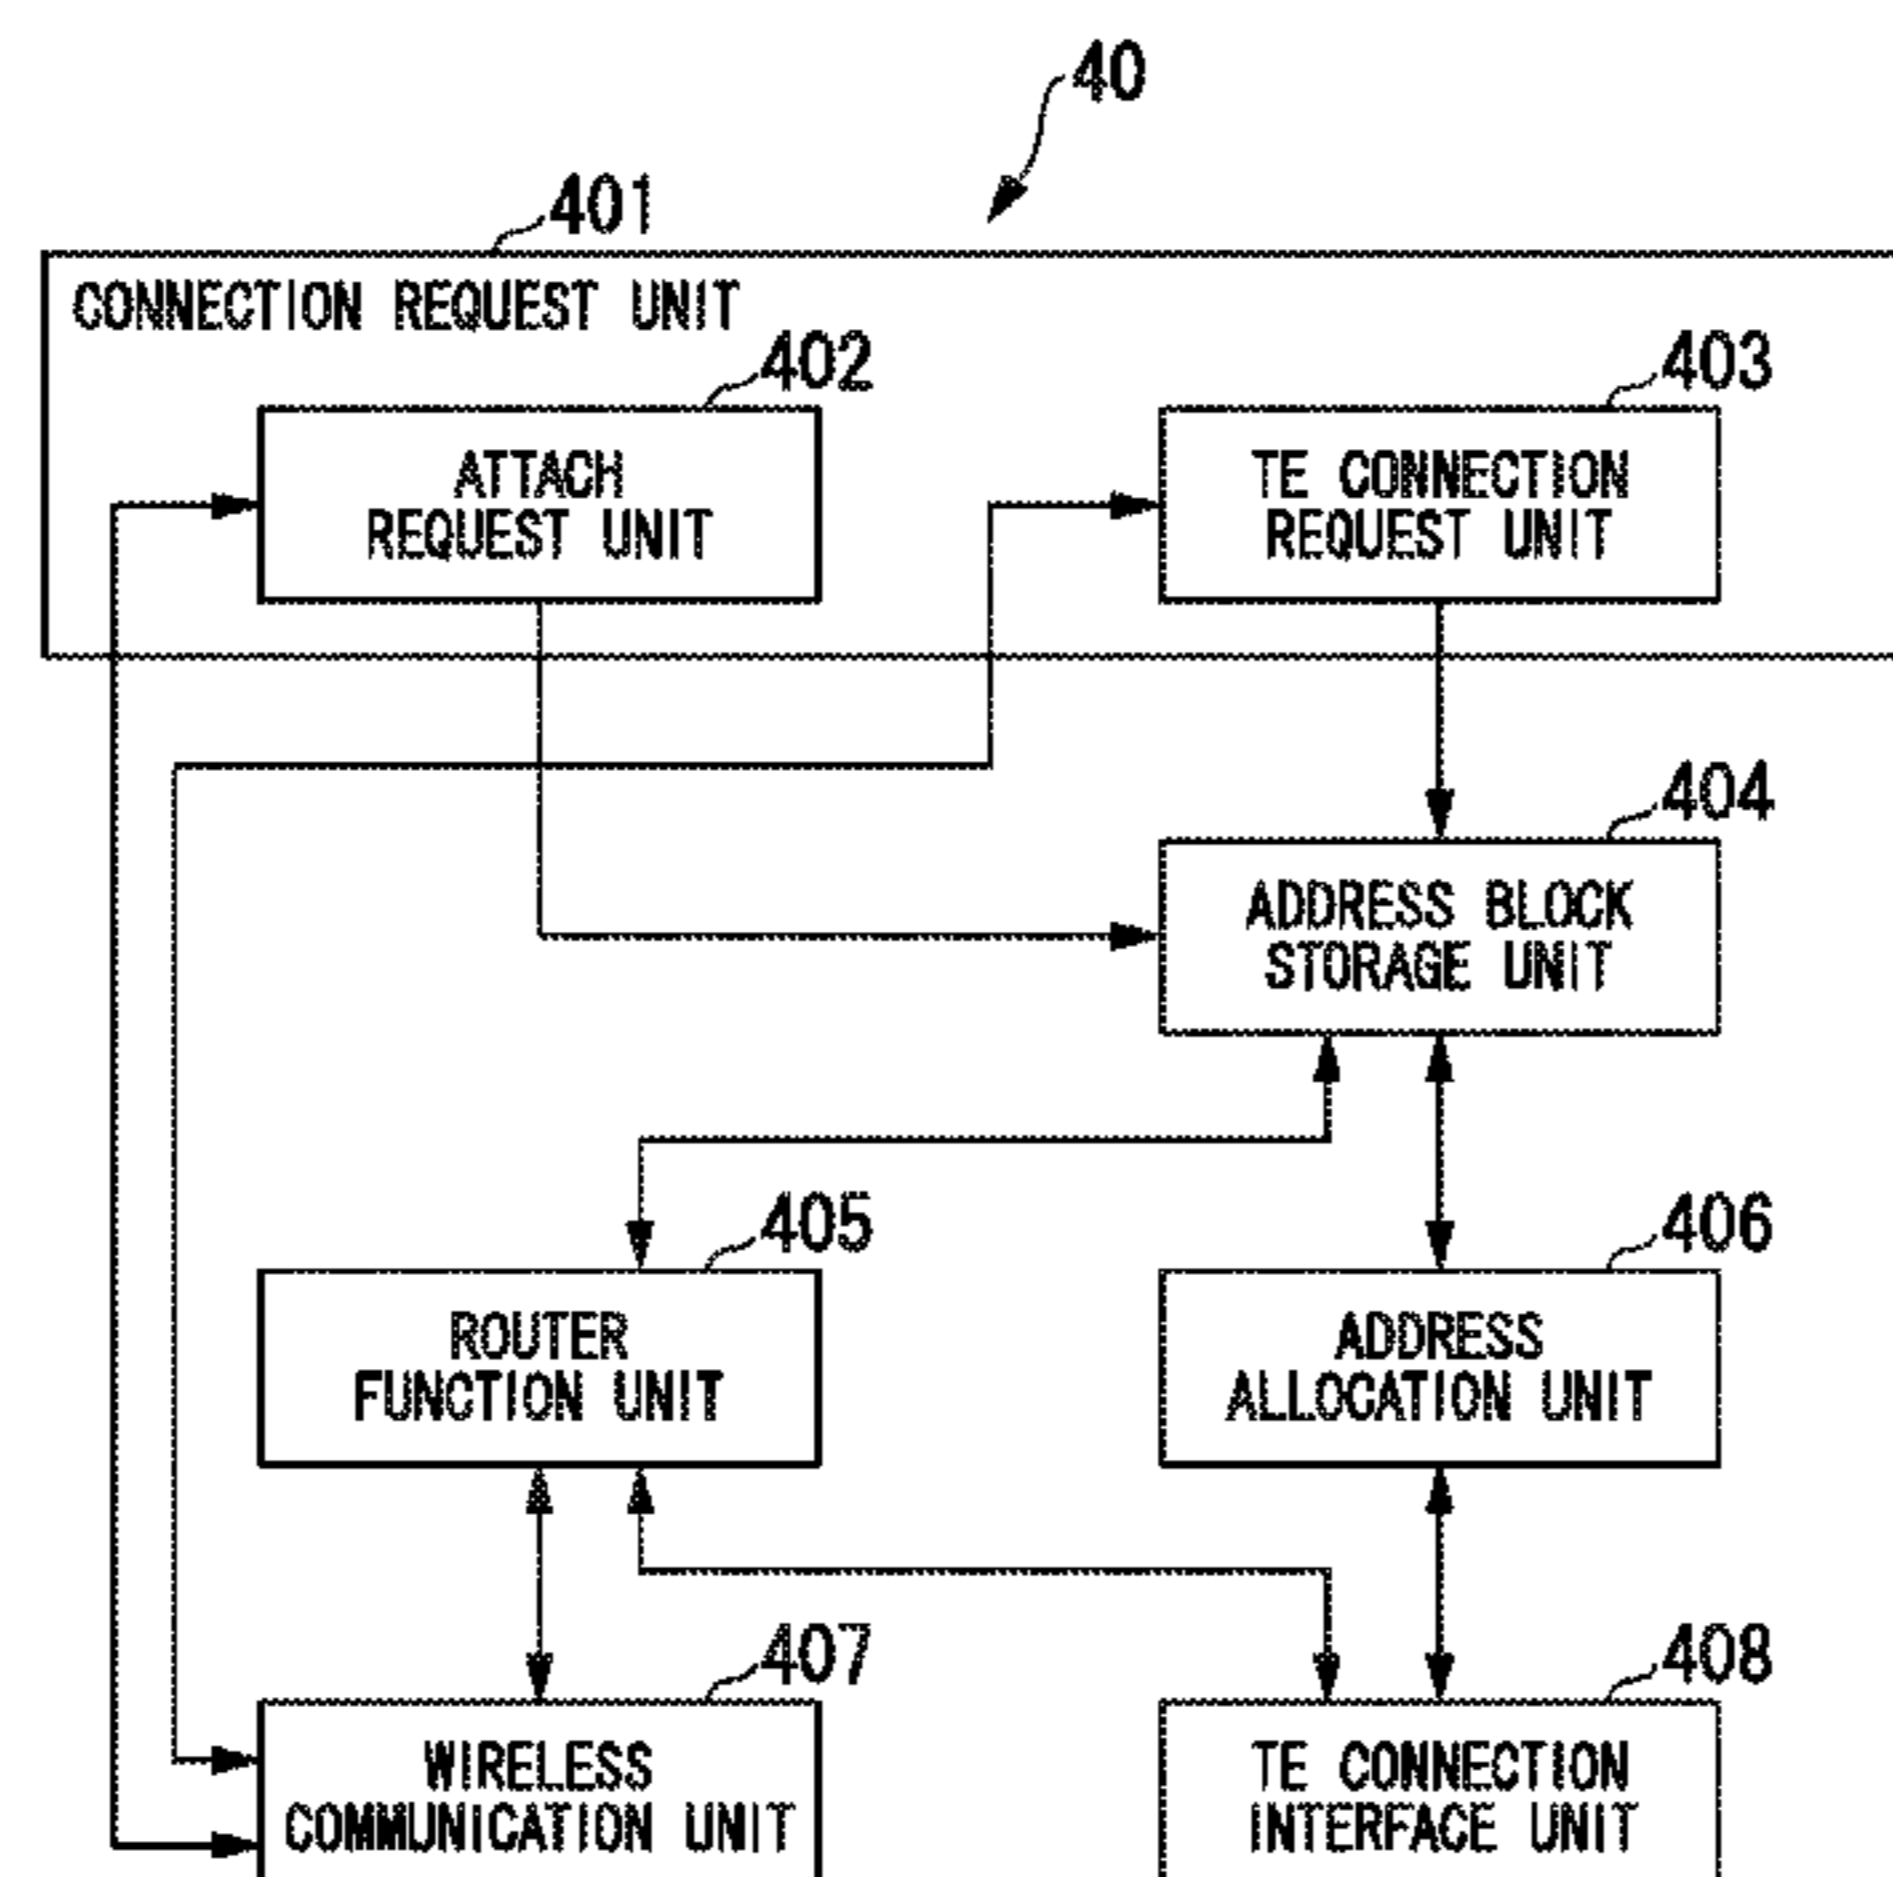 40
401
CONNECTION REQUEST UNIT
402
403
ATTACH
REQUEST UNIT
TE CONNECTION
REQUEST UNIT
404
ADDRESS BLOCK
STORAGE UNIT
405
406
ROUTER
FUNCTION UNIT
ADDRESS
ALLOCATION UNIT
407
408
WIRELESS
COMMUNICATION UNIT
TE CONNECTION
INTERFACE UNIT